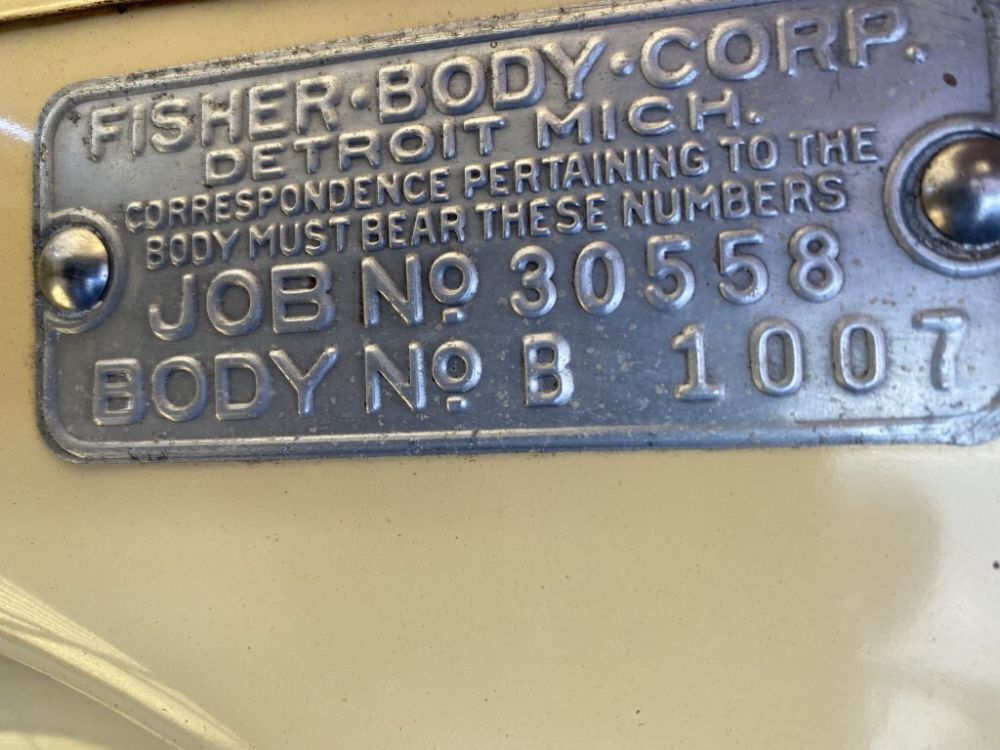 FISHER·BODY·CORP.
DETROIT MICH.
CORRESPONDENCE PERTAINING TO THE
BODY MUST BEAR THESE NUMBERS
JOB No 30558
BODY No B 1007